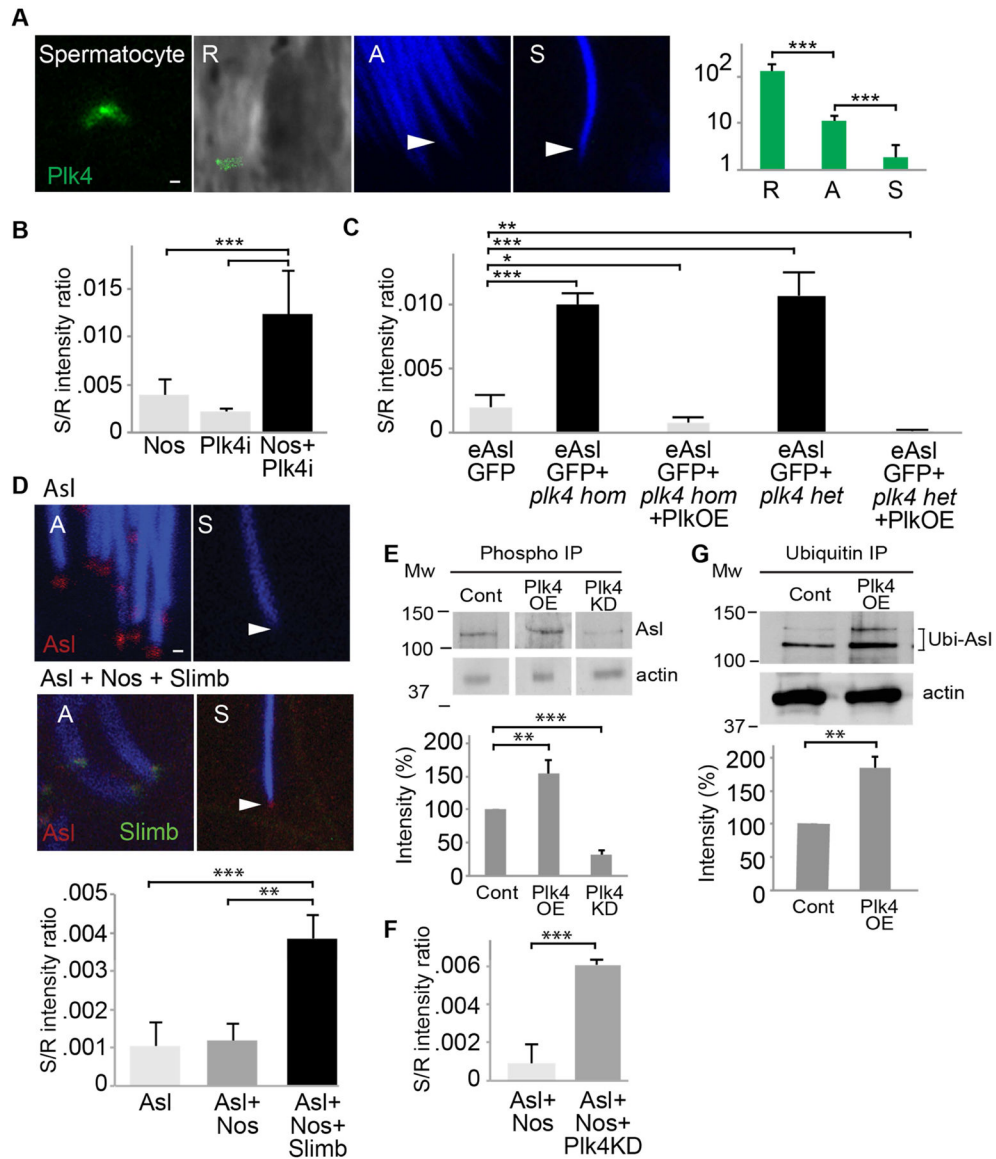 A
Spermatocyte
Plk4
R
A
S
***
***
10²
10
1
R A S
B
***
S/R intensity ratio
.015
.010
.005
0
Nos Plk4i Nos+
Plk4i
C
**
***
*
***
S/R intensity ratio
.010
.005
0
eAsl
GFP
eAsl
GFP+
plk4 hom
eAsl
GFP+
plk4 hom
+PlkOE
eAsl
GFP+
plk4 het
eAsl
GFP+
plk4 het
+PlkOE
D Asl
A
S
Asl
Asl + Nos + Slimb
A
S
Asl
Slimb
***
**
S/R intensity ratio
.005
.004
.003
.002
.001
0
Asl
Asl+
Nos
Asl+
Nos+
Slimb
E Phospho IP
Mw
Cont
Plk4
OE
Plk4
KD
150
100
37
Asl
actin
***
**
Intensity (%)
200
150
100
50
0
Cont
Plk4
OE
Plk4
KD
F
***
S/R intensity ratio
.006
.004
.002
0
Asl+
Nos
Asl+
Nos+
Plk4KD
G Ubiquitin IP
Mw
Cont
Plk4
OE
150
100
37
Ubi-Asl
actin
**
Intensity (%)
200
150
100
50
0
Cont
Plk4
OE